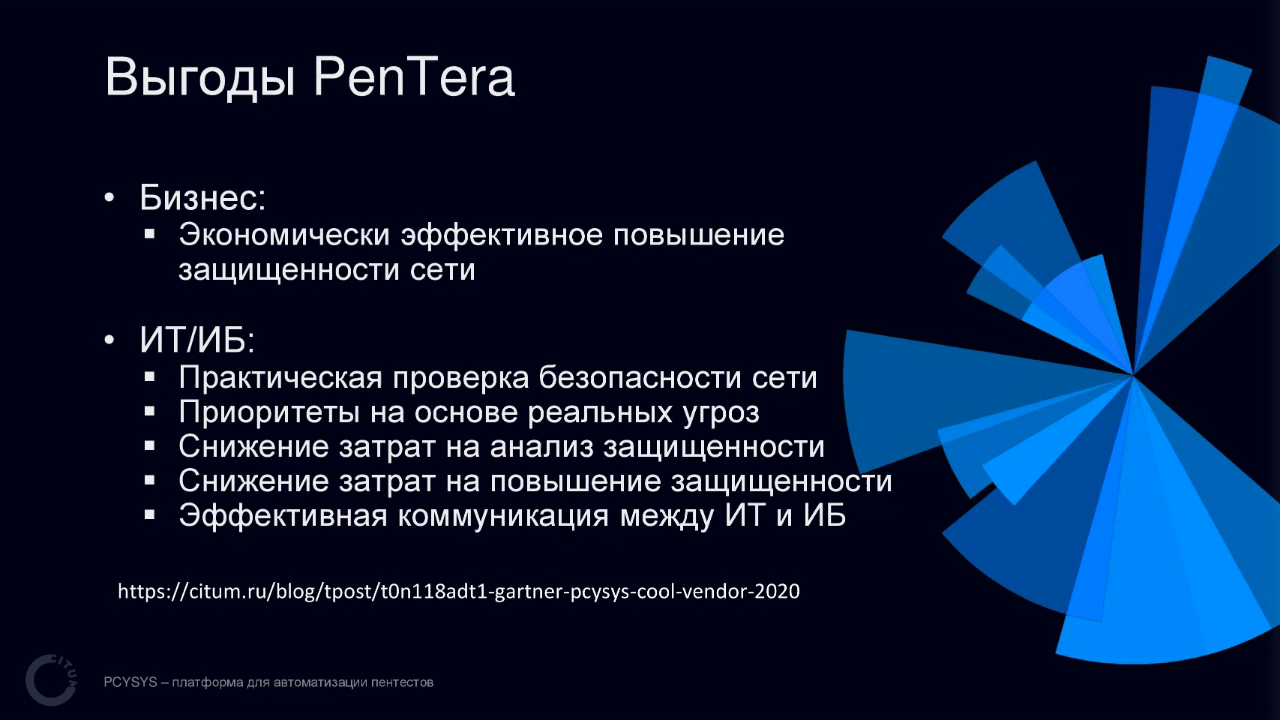 Выгоды PenTera
• Бизнес:
▪ Экономически эффективное повышение
защищенности сети
• ИТ/ИБ:
▪ Практическая проверка безопасности сети
▪ Приоритеты на основе реальных угроз
▪ Снижение затрат на анализ защищенности
▪ Снижение затрат на повышение защищенности
▪ Эффективная коммуникация между ИТ и ИБ
https://citum.ru/blog/tpost/t0n118adt1-gartner-pcysys-cool-vendor-2020
CITUM
PCYSYS – платформа для автоматизации пентестов